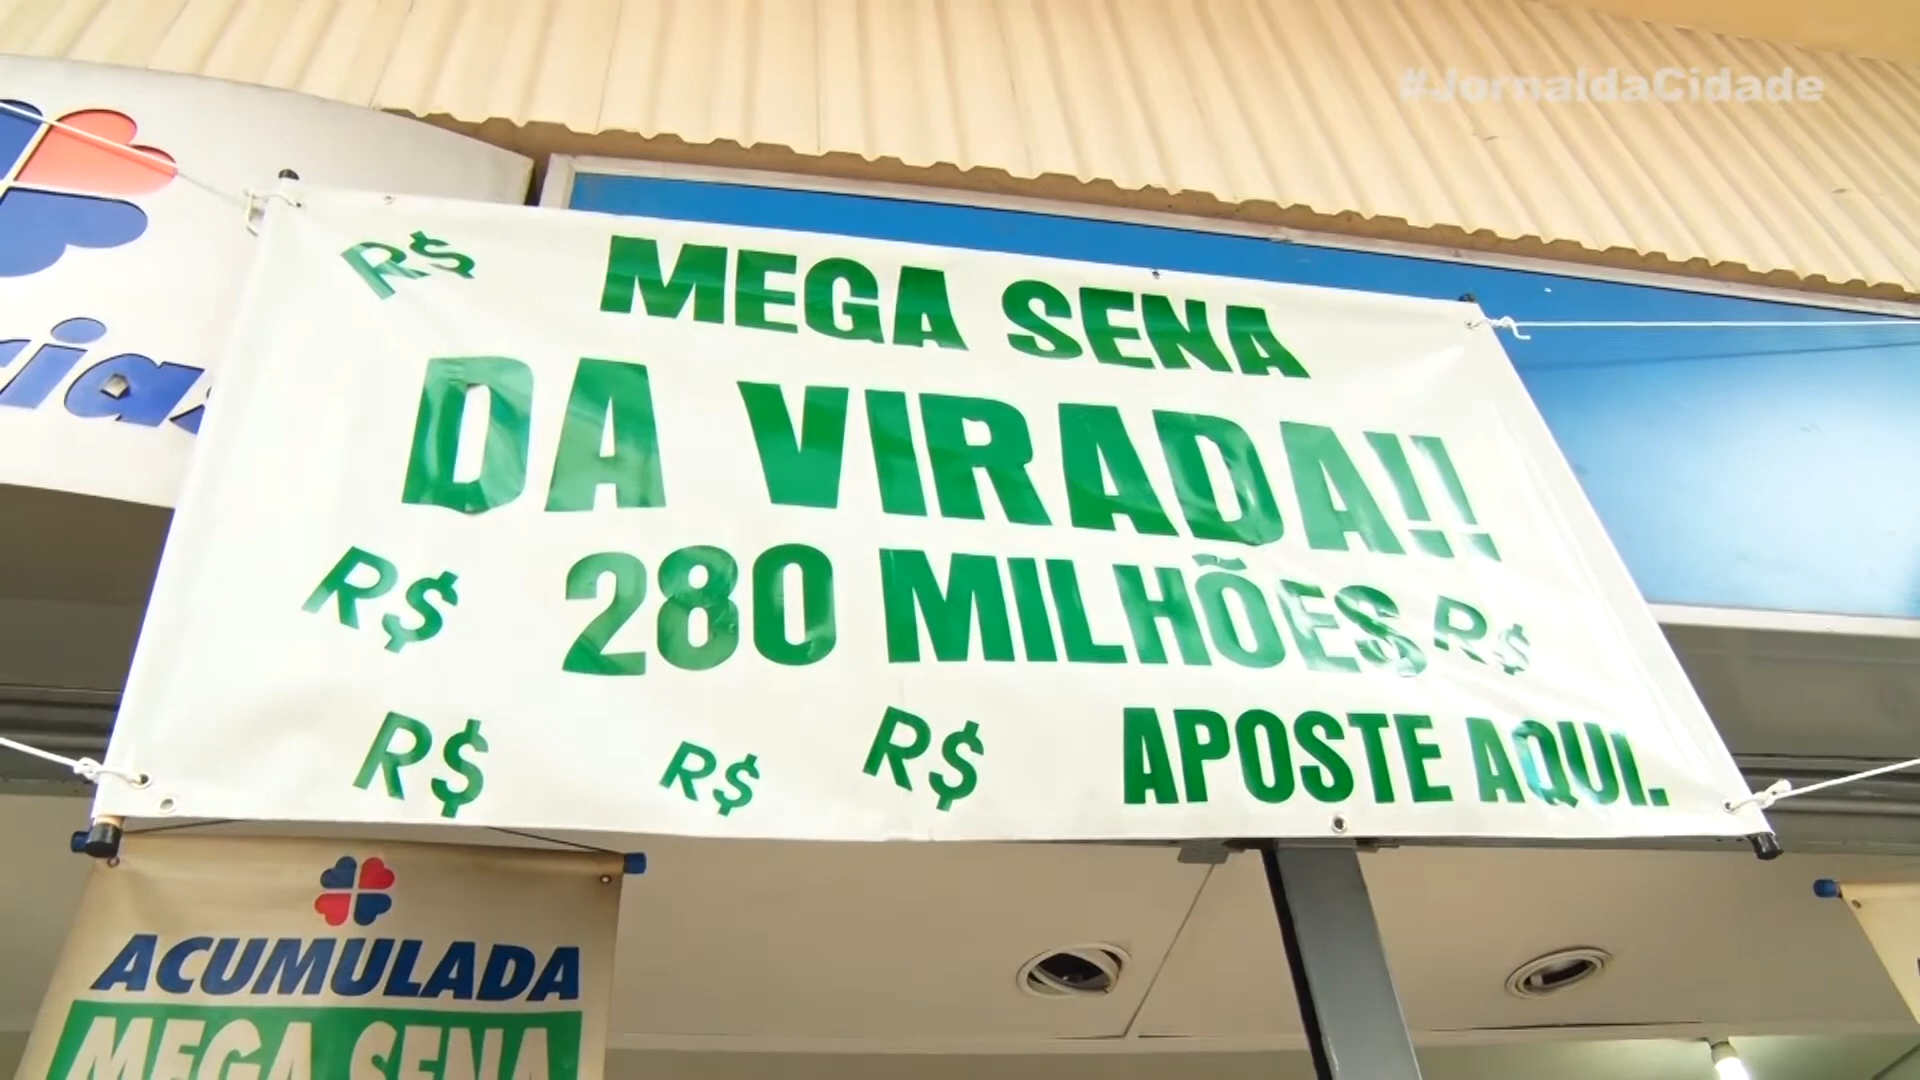 #JornaldaCidade
R$ MEGA SENA
DA VIRADA!!
R$ 280 MILHÕES R$
R$ R$ R$ APOSTE AQUI.
ACUMULADA
MEGA SENA